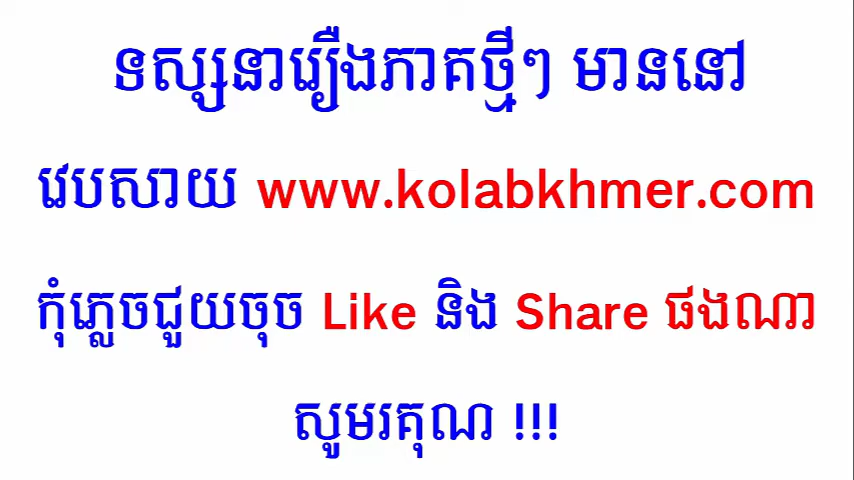 ទស្សនារឿងភាគថ្មីៗ មាននៅ
វេបសាយ www.kolabkhmer.com
កុំភ្លេចជួយចុច Like និង Share ផងណា
សូមរគុណ !!!